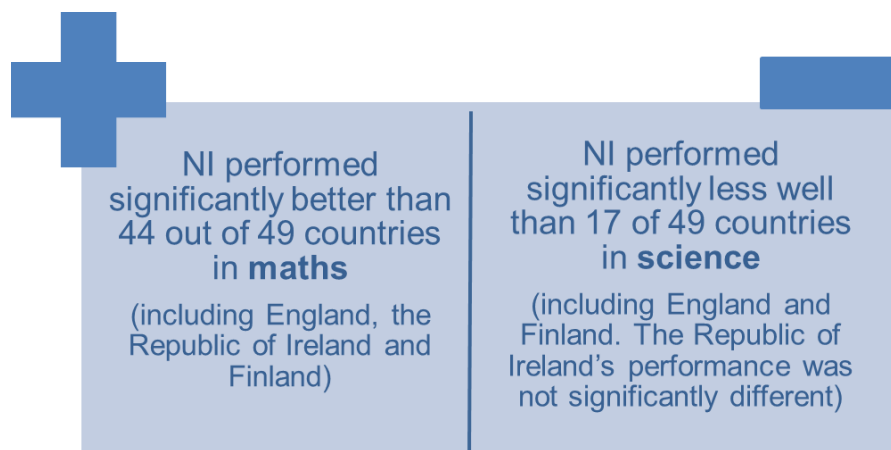 NI performed
significantly better than
44 out of 49 countries
in maths
(including England, the
Republic of Ireland and
Finland)
NI performed
significantly less well
than 17 of 49 countries
in science
(including England and
Finland. The Republic of
Ireland's performance was
not significantly different)